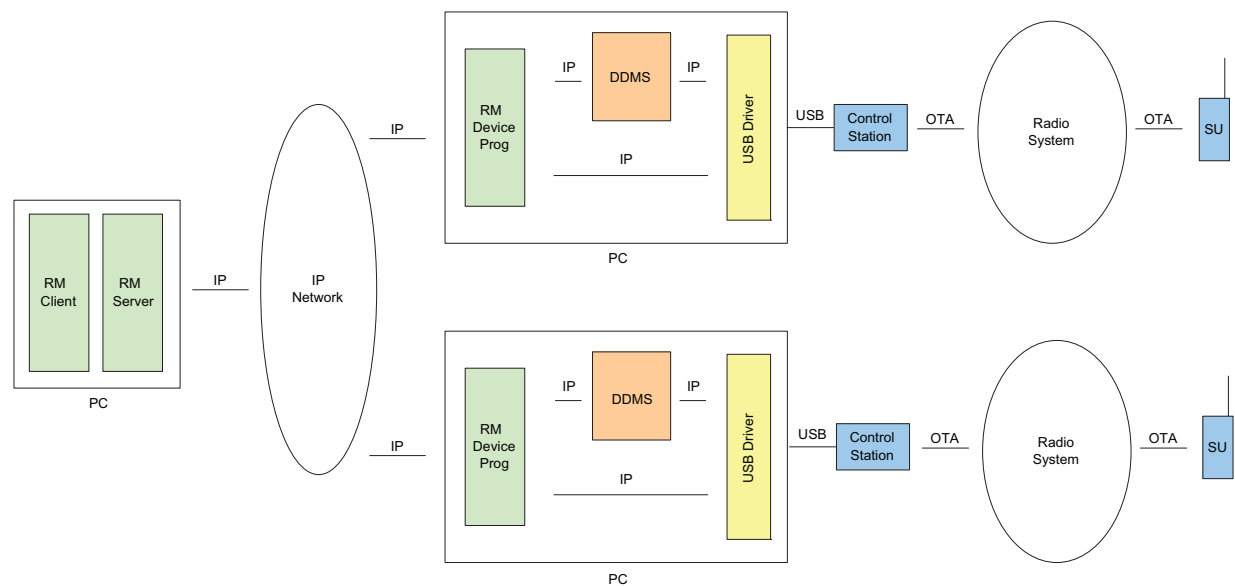 IP
DDMS
IP
RM
Device
Prog
USB Driver
IP
USB
Control
Station
OTA
Radio
System
OTA
SU
IP
PC
RM
Client
RM
Server
PC
IP
IP
Network
IP
IP
DDMS
IP
RM
Device
Prog
USB Driver
IP
USB
Control
Station
OTA
Radio
System
OTA
SU
PC